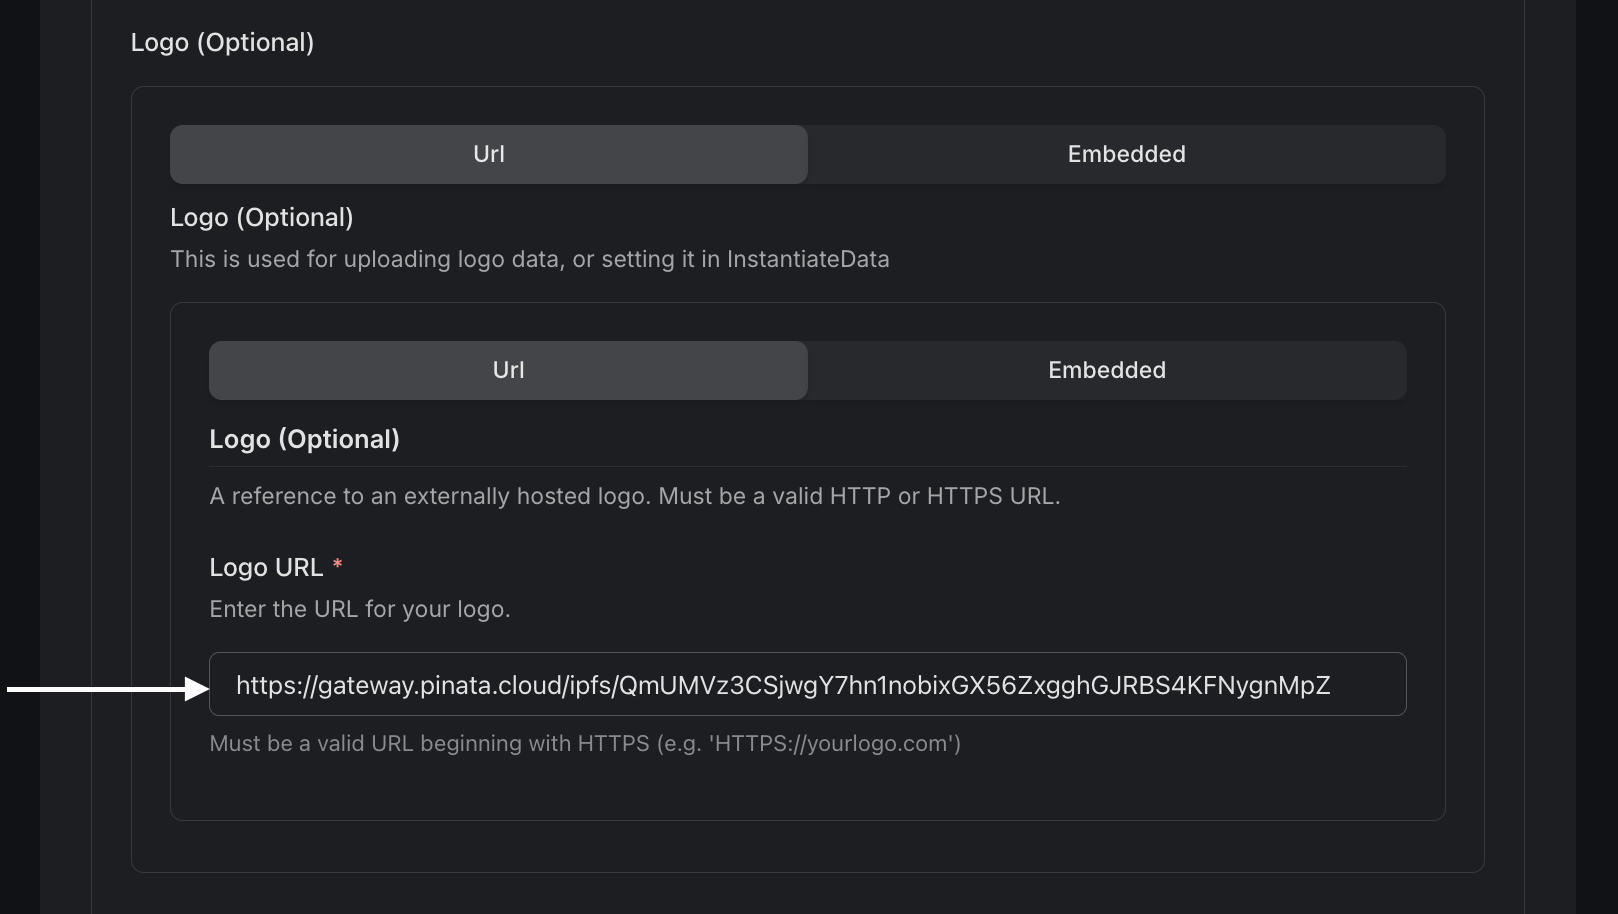 Logo (Optional)
Url
Embedded
Logo (Optional)
This is used for uploading logo data, or setting it in InstantiateData
Url
Embedded
Logo (Optional)
A reference to an externally hosted logo. Must be a valid HTTP or HTTPS URL.
Logo URL *
Enter the URL for your logo.
https://gateway.pinata.cloud/ipfs/QmUMVz3CSjwgY7hn1nobixGX56ZxgghGJRBS4KFNygnMpZ
Must be a valid URL beginning with HTTPS (e.g. 'HTTPS://yourlogo.com')